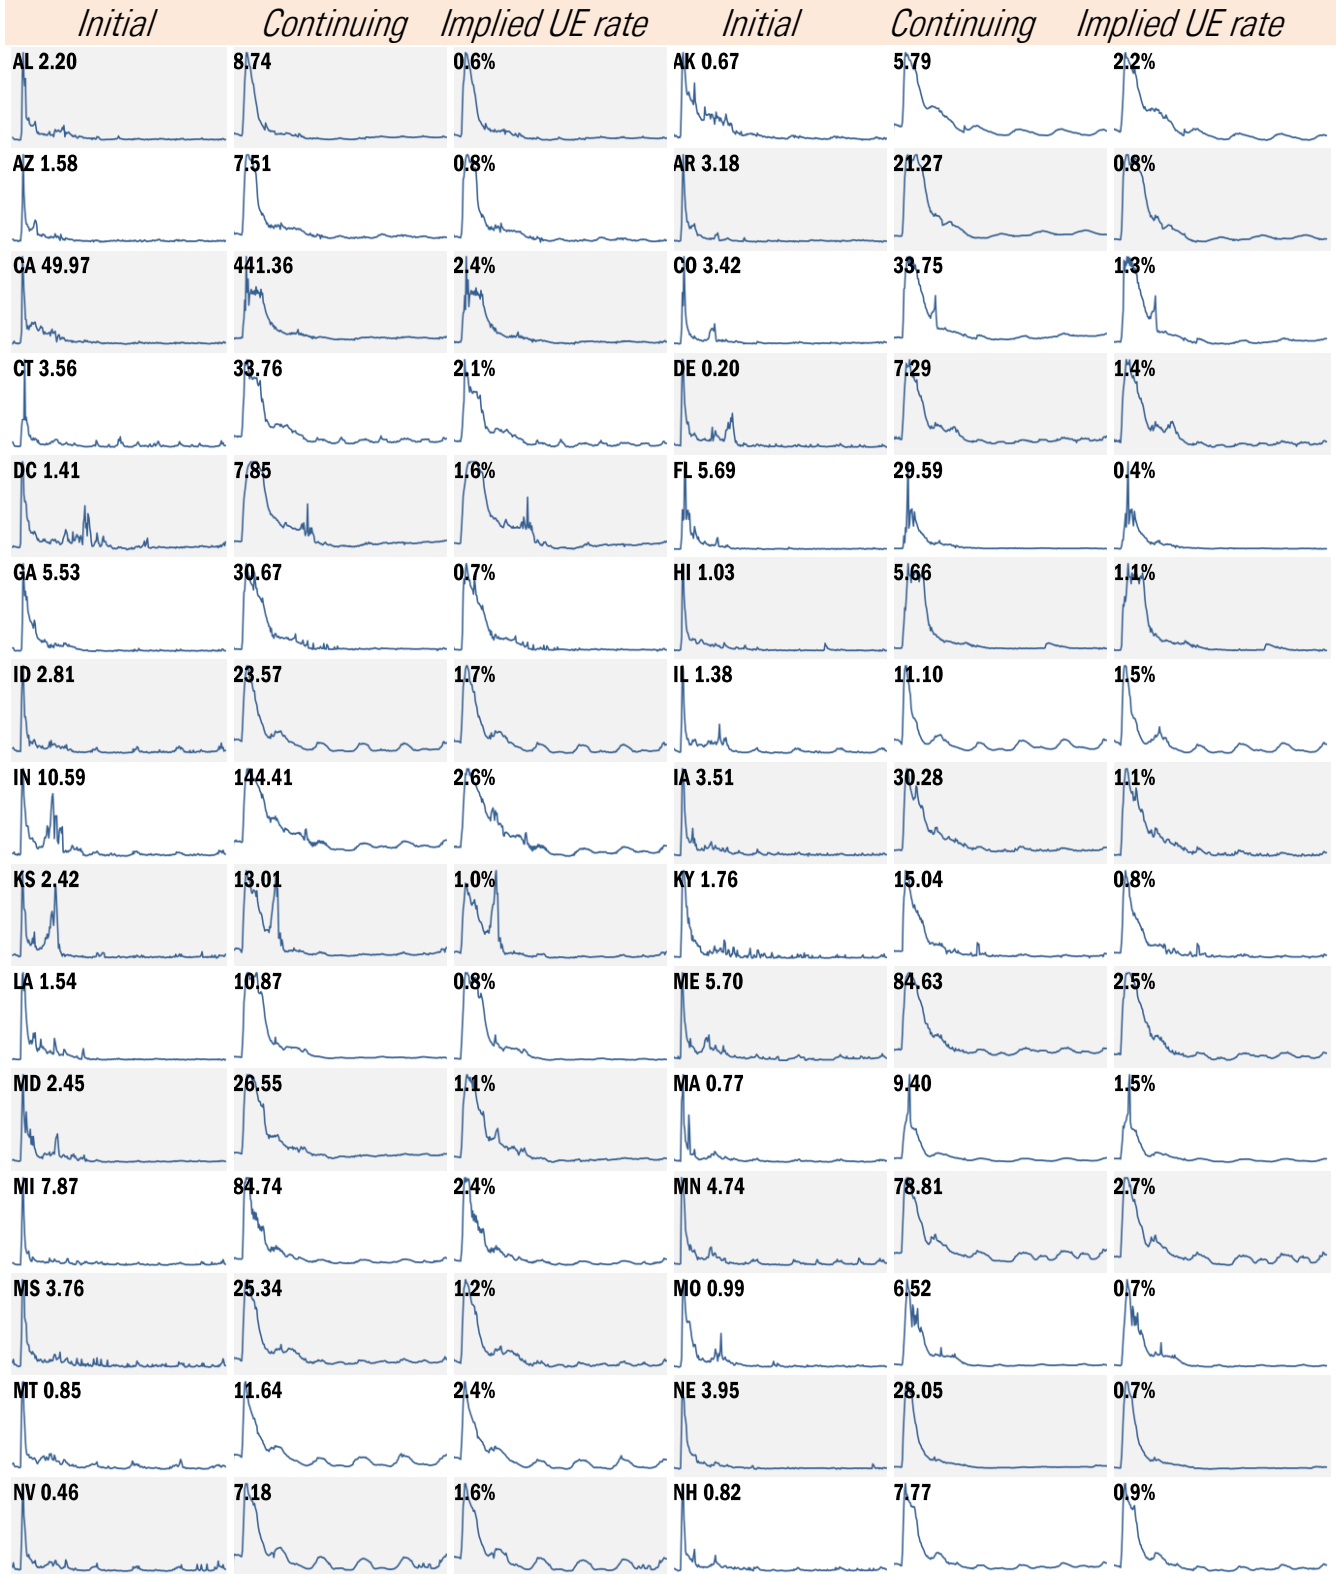 Initial Continuing Implied UE rate Initial Continuing Implied UE rate
AL 2.20 8.74 0.6% AK 0.67 5.79 2.2%
AZ 1.58 7.51 0.8% AR 3.18 21.27 0.8%
CA 49.97 441.36 2.4% CO 3.42 33.75 1.3%
CT 3.56 33.76 2.1% DE 0.20 7.29 1.4%
DC 1.41 7.85 1.6% FL 5.69 29.59 0.4%
GA 5.53 30.67 0.7% HI 1.03 5.66 1.1%
ID 2.81 23.57 1.7% IL 1.38 11.10 1.5%
IN 10.59 144.41 2.6% IA 3.51 30.28 1.1%
KS 2.42 13.01 1.0% KY 1.76 15.04 0.8%
LA 1.54 10.87 0.8% ME 5.70 84.63 2.5%
MD 2.45 26.55 1.1% MA 0.77 9.40 1.5%
MI 7.87 84.74 2.4% MN 4.74 78.81 2.7%
MS 3.76 25.34 1.2% MO 0.99 6.52 0.7%
MT 0.85 11.64 2.4% NE 3.95 28.05 0.7%
NV 0.46 7.18 1.6% NH 0.82 7.77 0.9%